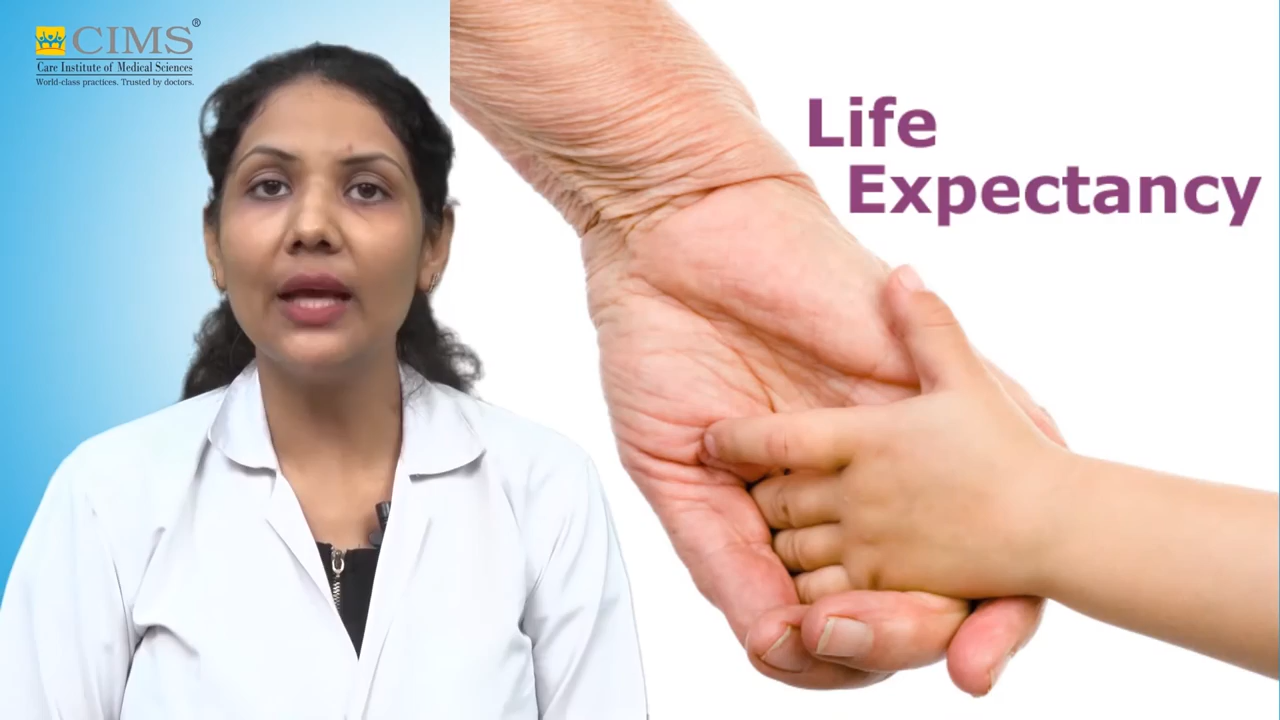 CIMS®
Care Institute of Medical Sciences
World-class practices. Trusted by doctors.
Life
Expectancy